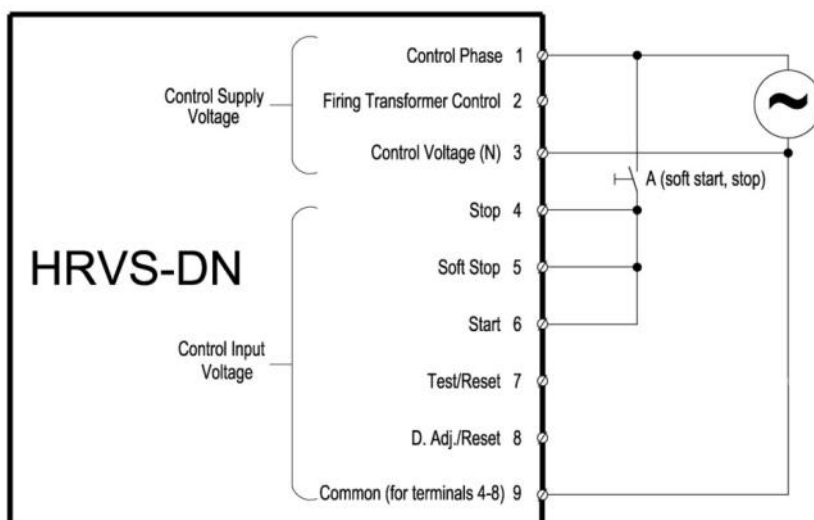 Control Phase 1
Control Supply
Voltage
Firing Transformer Control 2
Control Voltage (N) 3
A (soft start, stop)
Stop 4
HRVS-DN
Soft Stop 5
Start 6
Control Input
Voltage
Test/Reset 7
D. Adj./Reset 8
Common (for terminals 4-8) 9